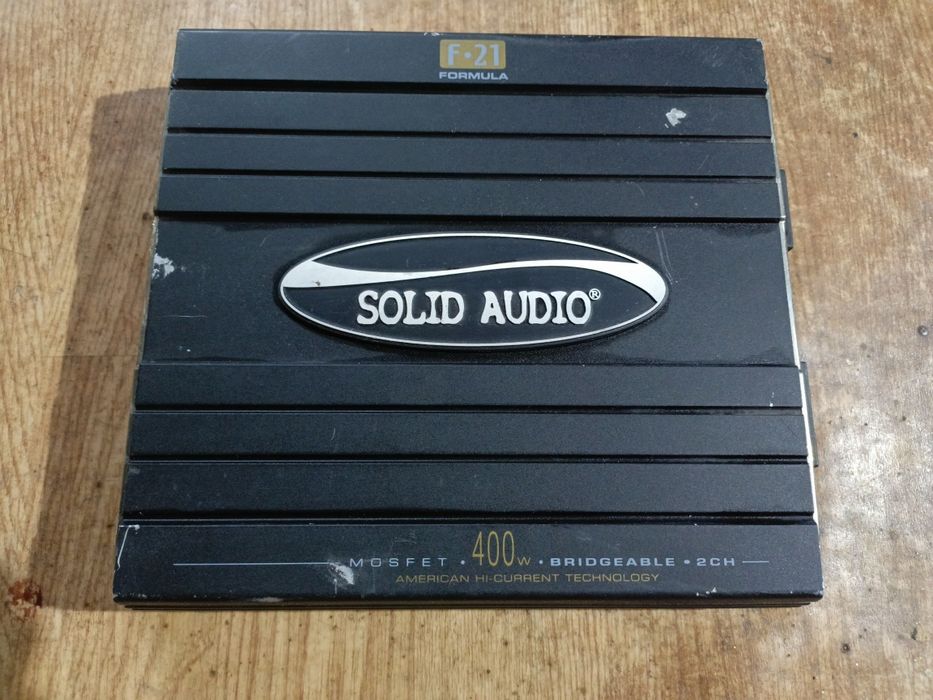 F·21
FORMULA
SOLID AUDIO®
MOSFET · 400W · BRIDGEABLE · 2CH
AMERICAN HI-CURRENT TECHNOLOGY